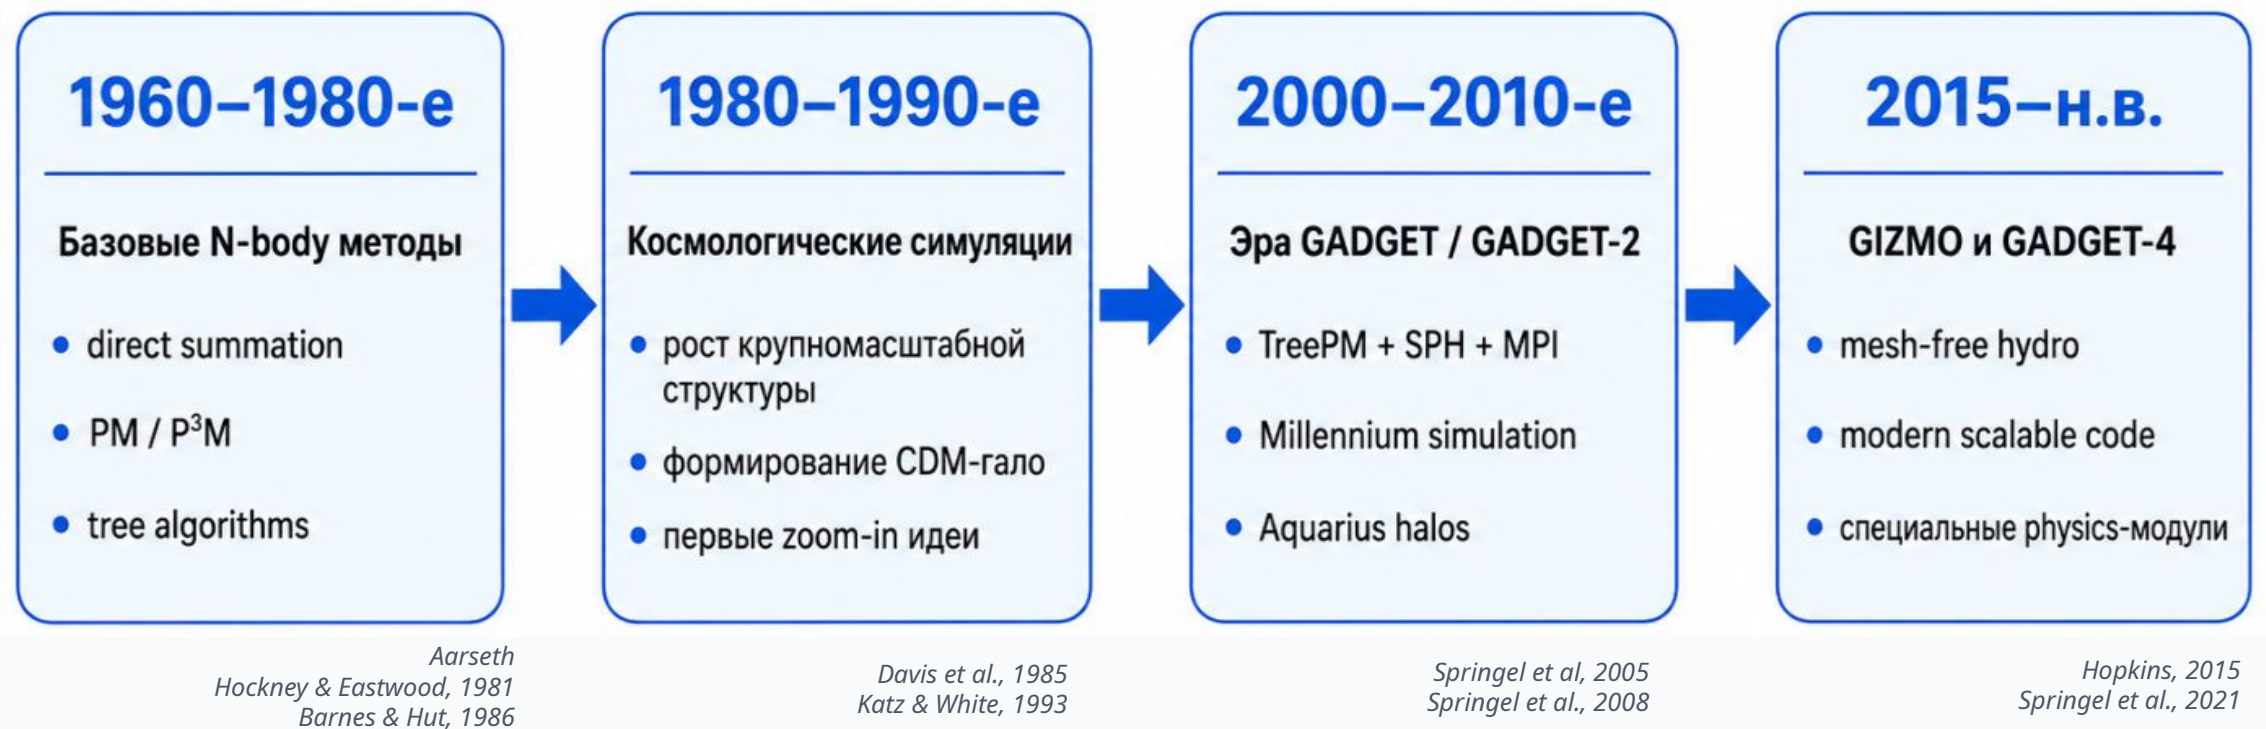 1960–1980-е
Базовые N-body методы
• direct summation
• PM / P³M
• tree algorithms
Aarseth
Hockney & Eastwood, 1981
Barnes & Hut, 1986
1980–1990-е
Космологические симуляции
• рост крупномасштабной
структуры
• формирование CDM-гало
• первые zoom-in идеи
Davis et al., 1985
Katz & White, 1993
2000–2010-е
Эра GADGET / GADGET-2
• TreePM + SPH + MPI
• Millennium simulation
• Aquarius halos
Springel et al, 2005
Springel et al., 2008
2015–н.в.
GIZMO и GADGET-4
• mesh-free hydro
• modern scalable code
• специальные physics-модули
Hopkins, 2015
Springel et al., 2021